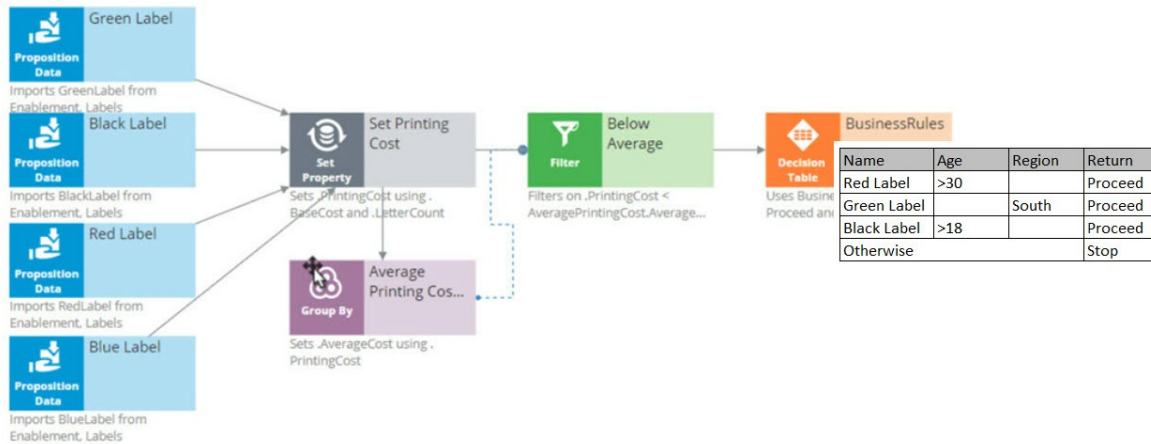 Green Label
Proposition
Data
Imports GreenLabel from
Enablement, Labels
Black Label
Proposition
Data
Imports BlackLabel from
Enablement, Labels
Red Label
Proposition
Data
Imports RedLabel from
Enablement, Labels
Blue Label
Proposition
Data
Imports BlueLabel from
Enablement, Labels
Set Printing
Cost
Set
Property
Sets .PrintingCost using .
BaseCost and .LetterCount
Average
Printing Cos...
Group By
Sets .AverageCost using .
PrintingCost
Below
Average
Filter
Filters on .PrintingCost <
AveragePrintingCost.Average...
BusinessRules
Decision
Table
Uses Busine
Proceed an
Name Age Region Return
Red Label >30 Proceed
Green Label South Proceed
Black Label >18 Proceed
Otherwise Stop